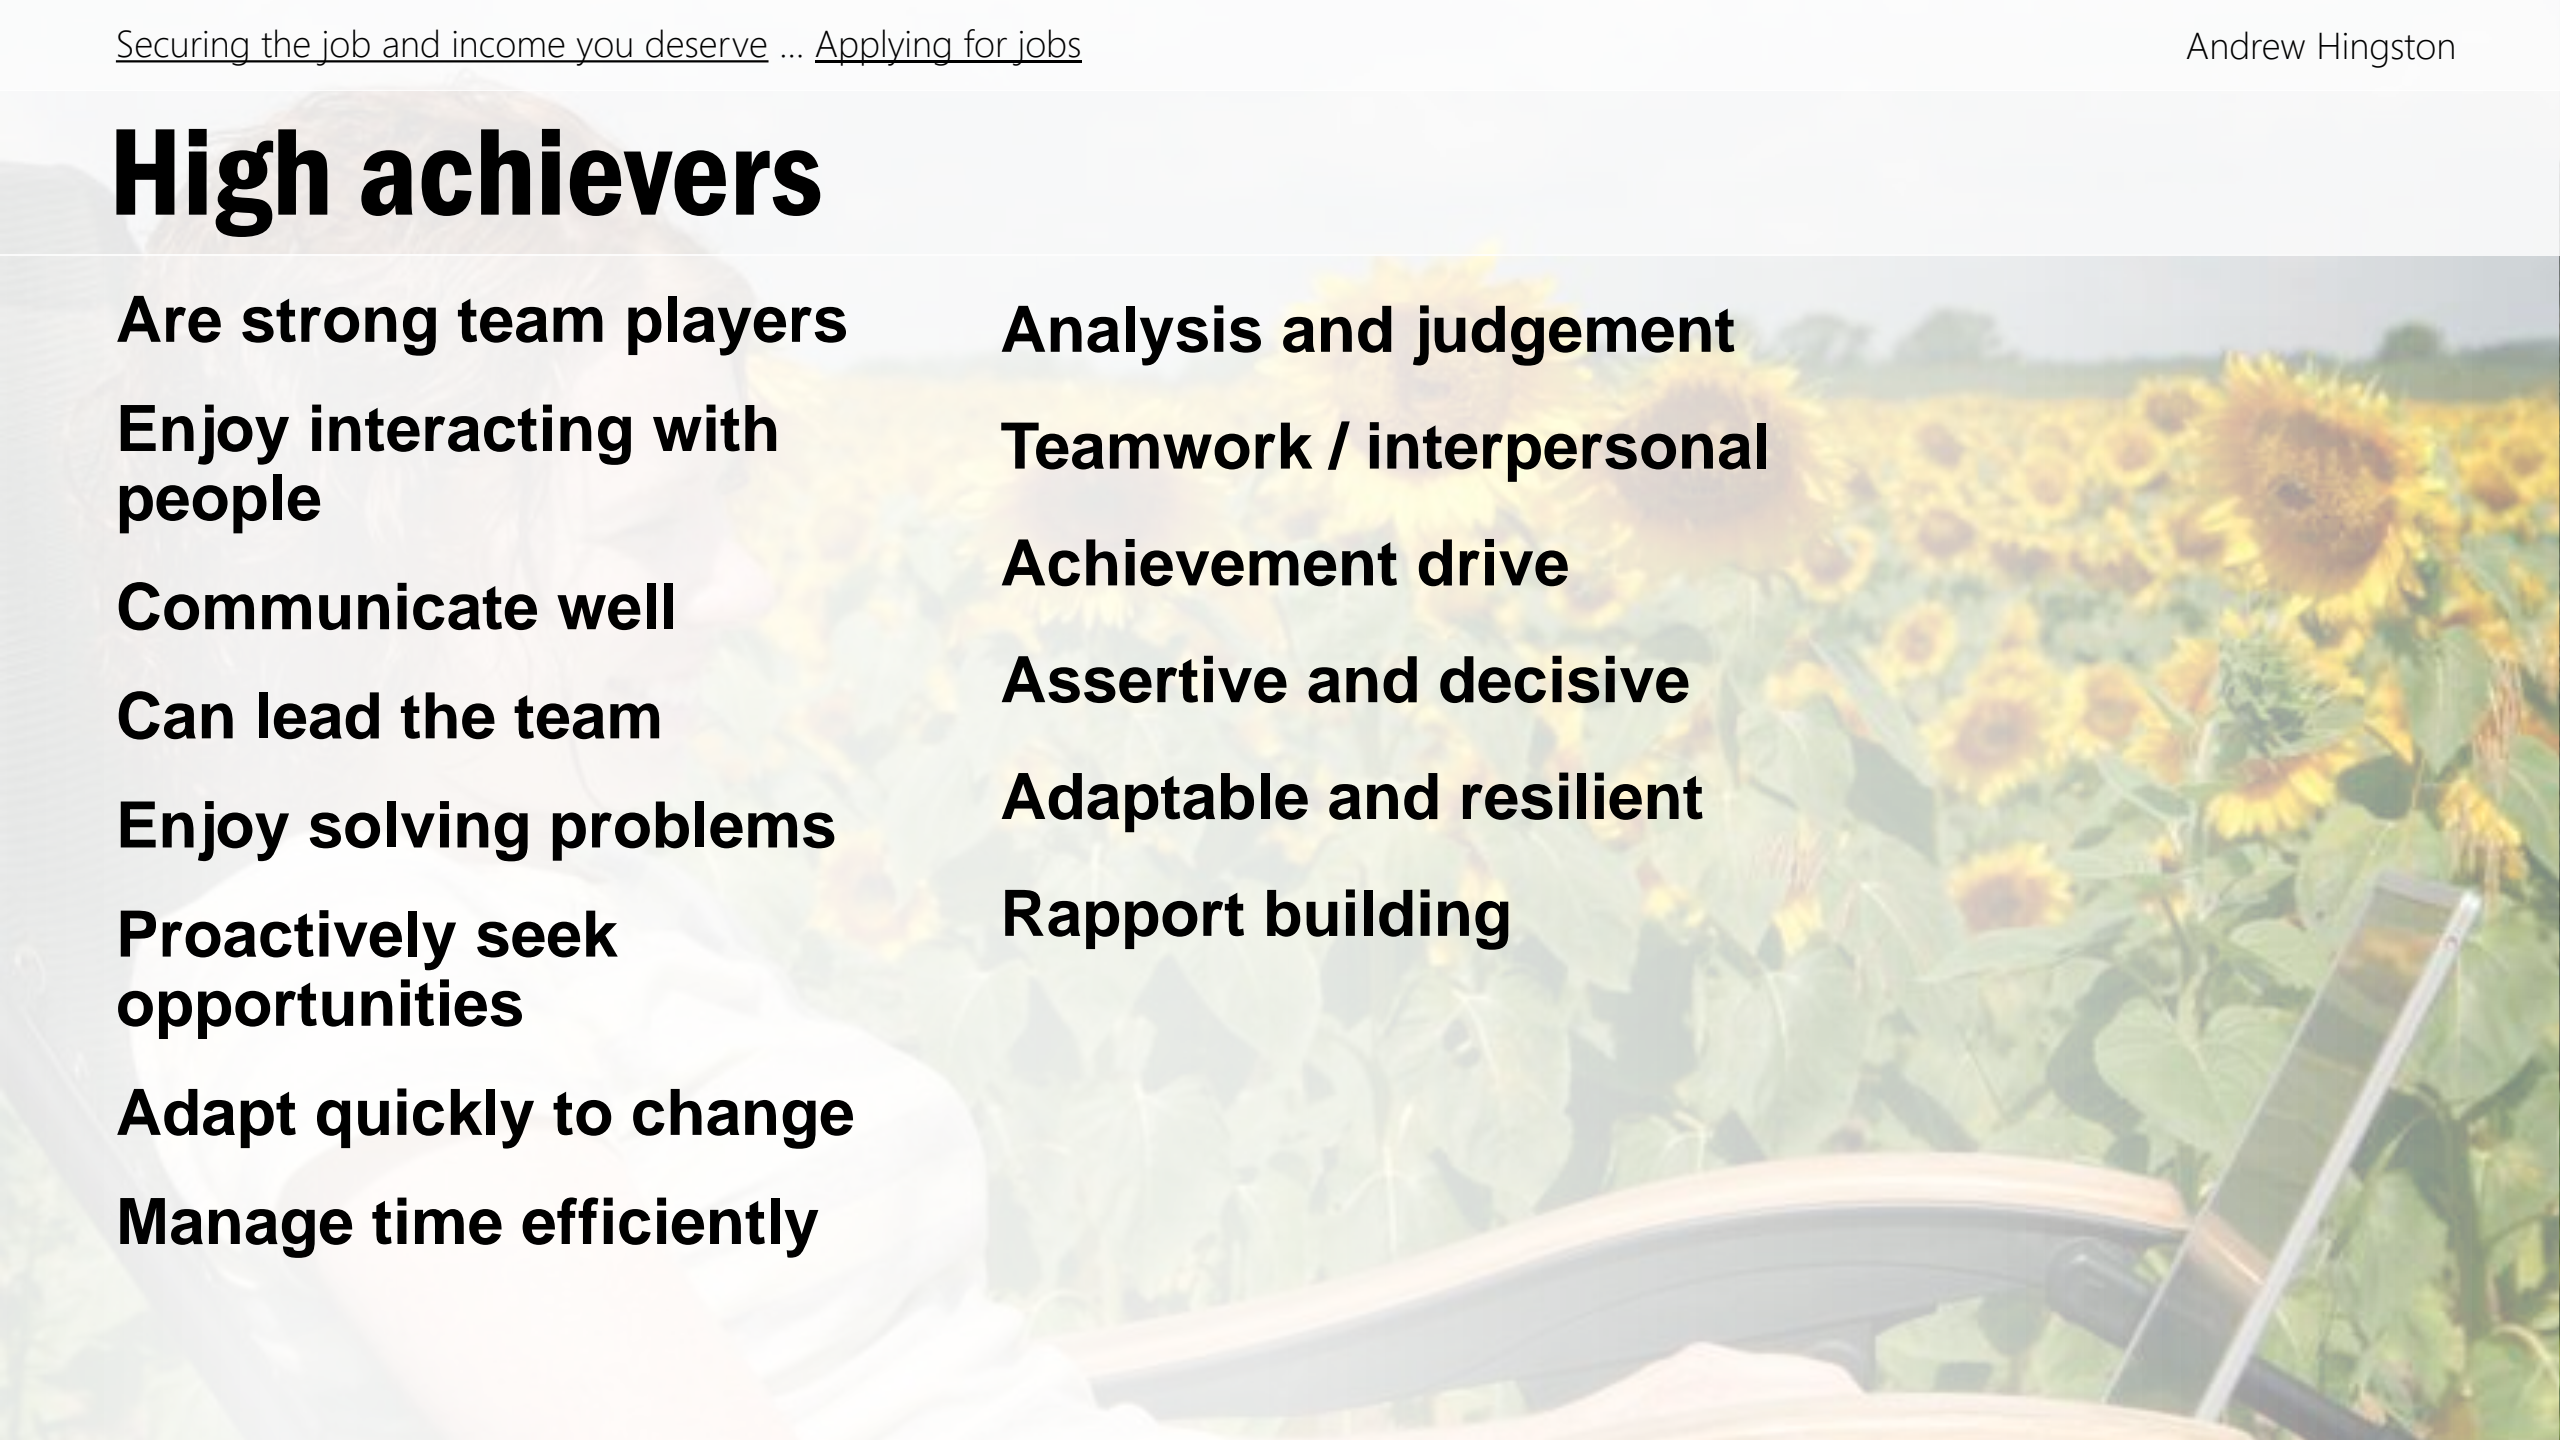 Securing the job and income you deserve ... Applying for jobs
Andrew Hingston
High achievers
Are strong team players
Enjoy interacting with
people
Communicate well
Can lead the team
Enjoy solving problems
Proactively seek
opportunities
Adapt quickly to change
Manage time efficiently
Analysis and judgement
Teamwork / interpersonal
Achievement drive
Assertive and decisive
Adaptable and resilient
Rapport building